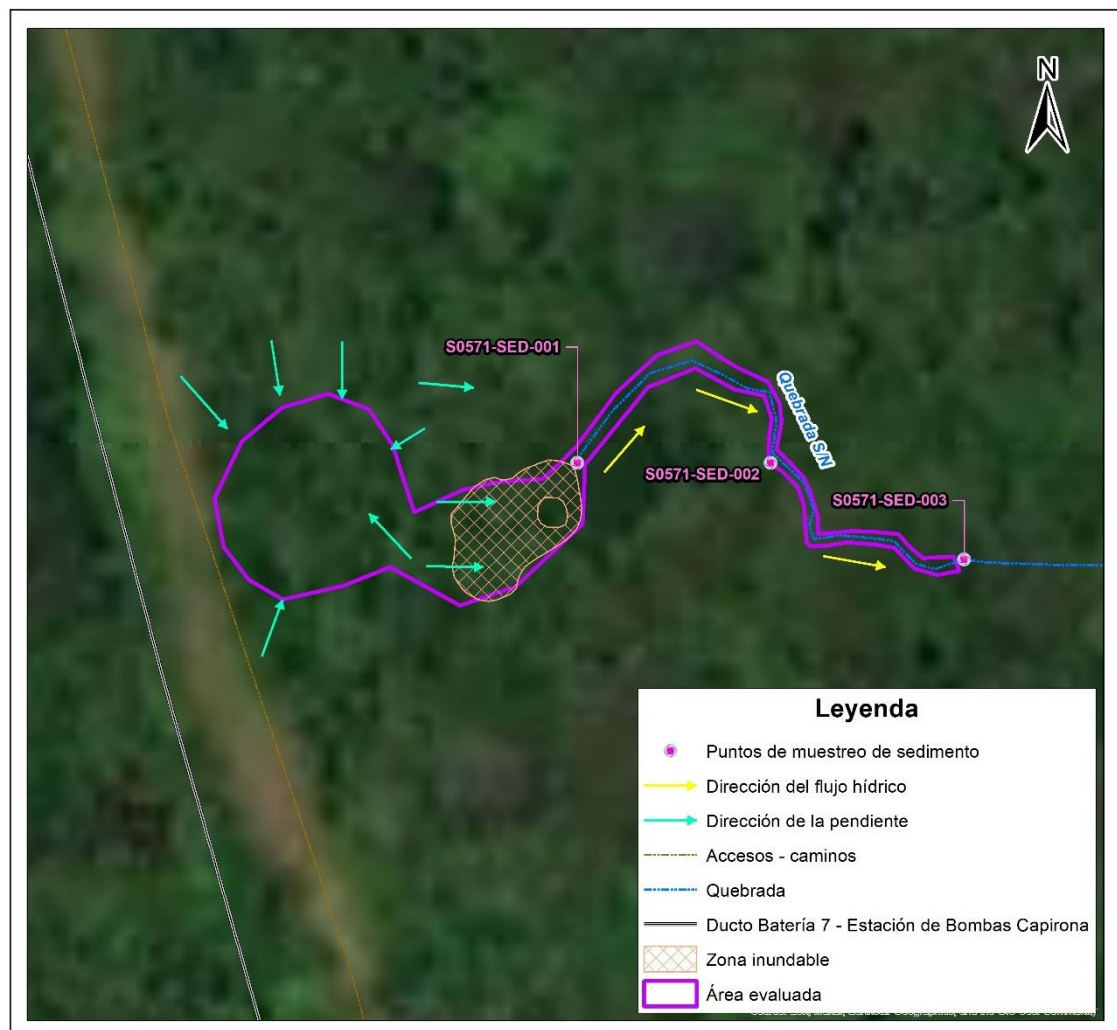 N
S0571-SED-001
Quebrada S/N
S0571-SED-002
S0571-SED-003
Leyenda
Puntos de muestreo de sedimento
Dirección del flujo hídrico
Dirección de la pendiente
Accesos - caminos
Quebrada
Ducto Batería 7 - Estación de Bombas Capirona
Zona inundable
Área evaluada